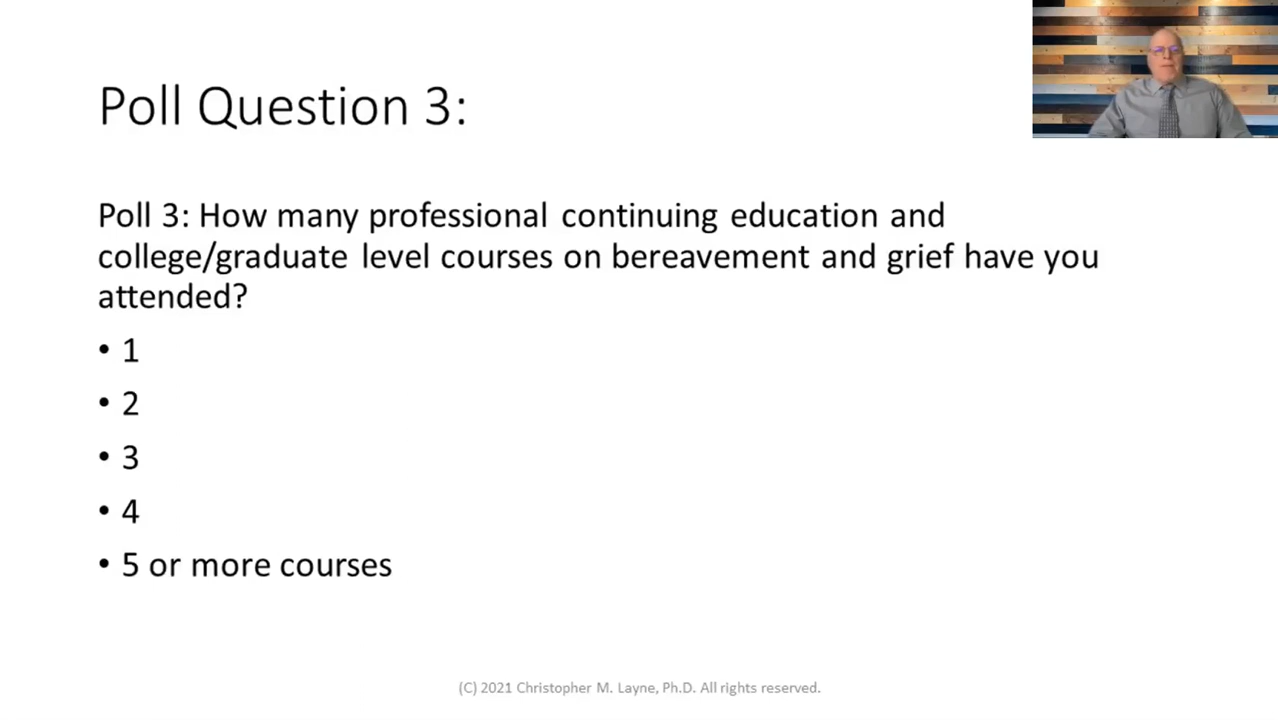 Poll Question 3:
Poll 3: How many professional continuing education and
college/graduate level courses on bereavement and grief have you
attended?
• 1
• 2
• 3
• 4
• 5 or more courses
(C) 2021 Christopher M. Layne, Ph.D. All rights reserved.